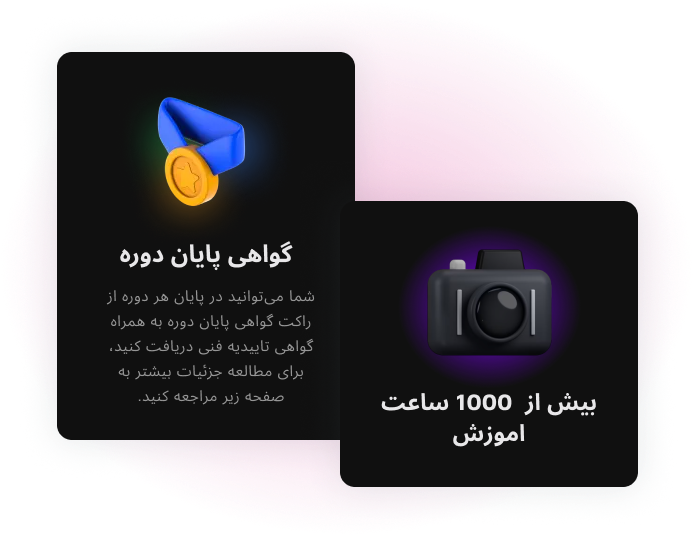 گواهی پایان دوره
شما می‌توانید در پایان هر دوره از
راکت گواهی پایان دوره به همراه
گواهی تاییدیه فنی دریافت کنید،
برای مطالعه جزئیات بیشتر به
صفحه زیر مراجعه کنید.
بیش از 1000 ساعت
اموزش